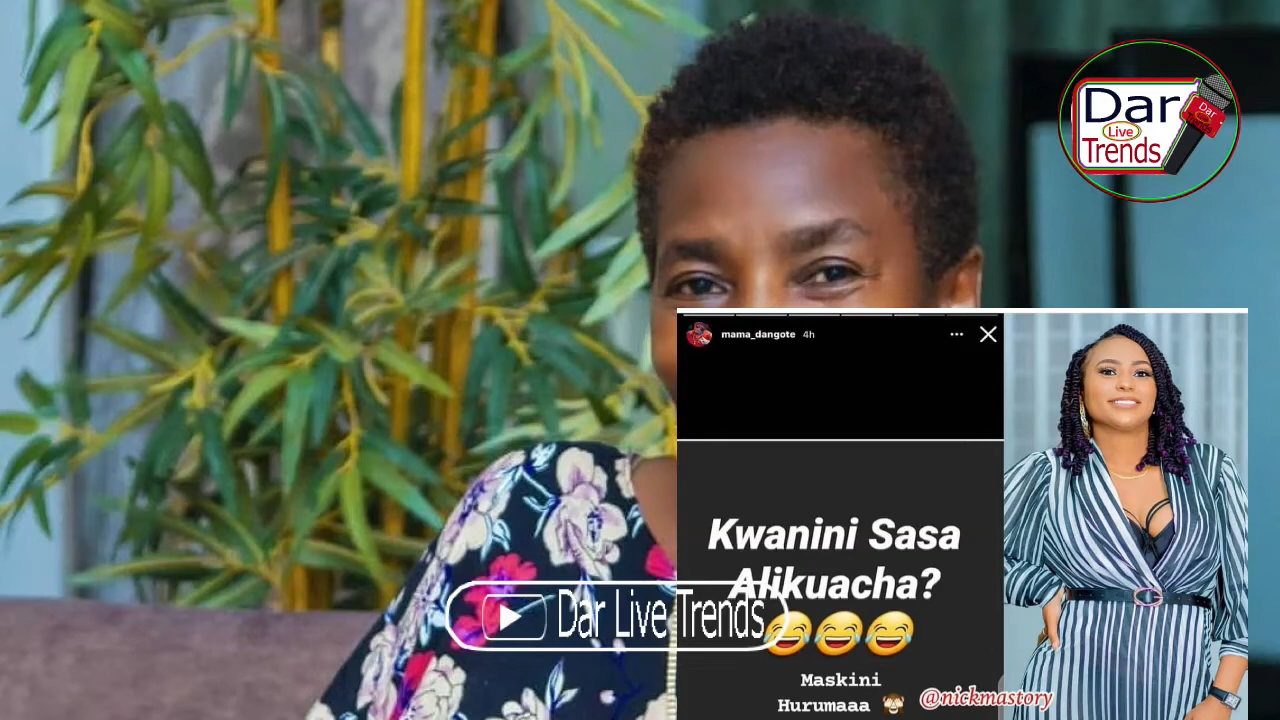 Dar
Live
Trends
Dar
mama_dangote 4h
Kwanini Sasa
Alikuacha?
Dar Live Trends
Maskini
Hurumaaa
@nickmastory